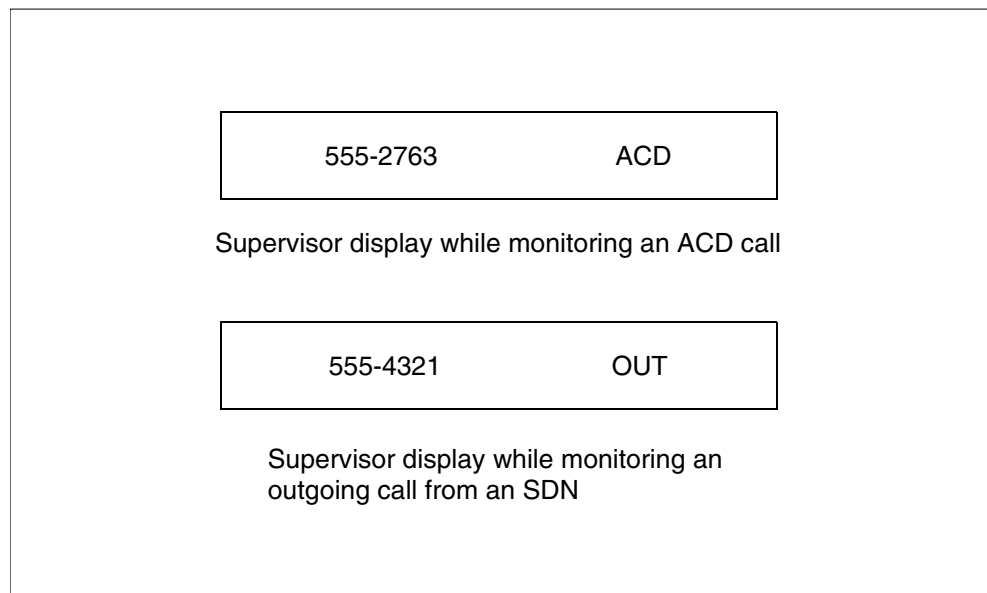 555-2763 ACD
Supervisor display while monitoring an ACD call
555-4321 OUT
Supervisor display while monitoring an
outgoing call from an SDN